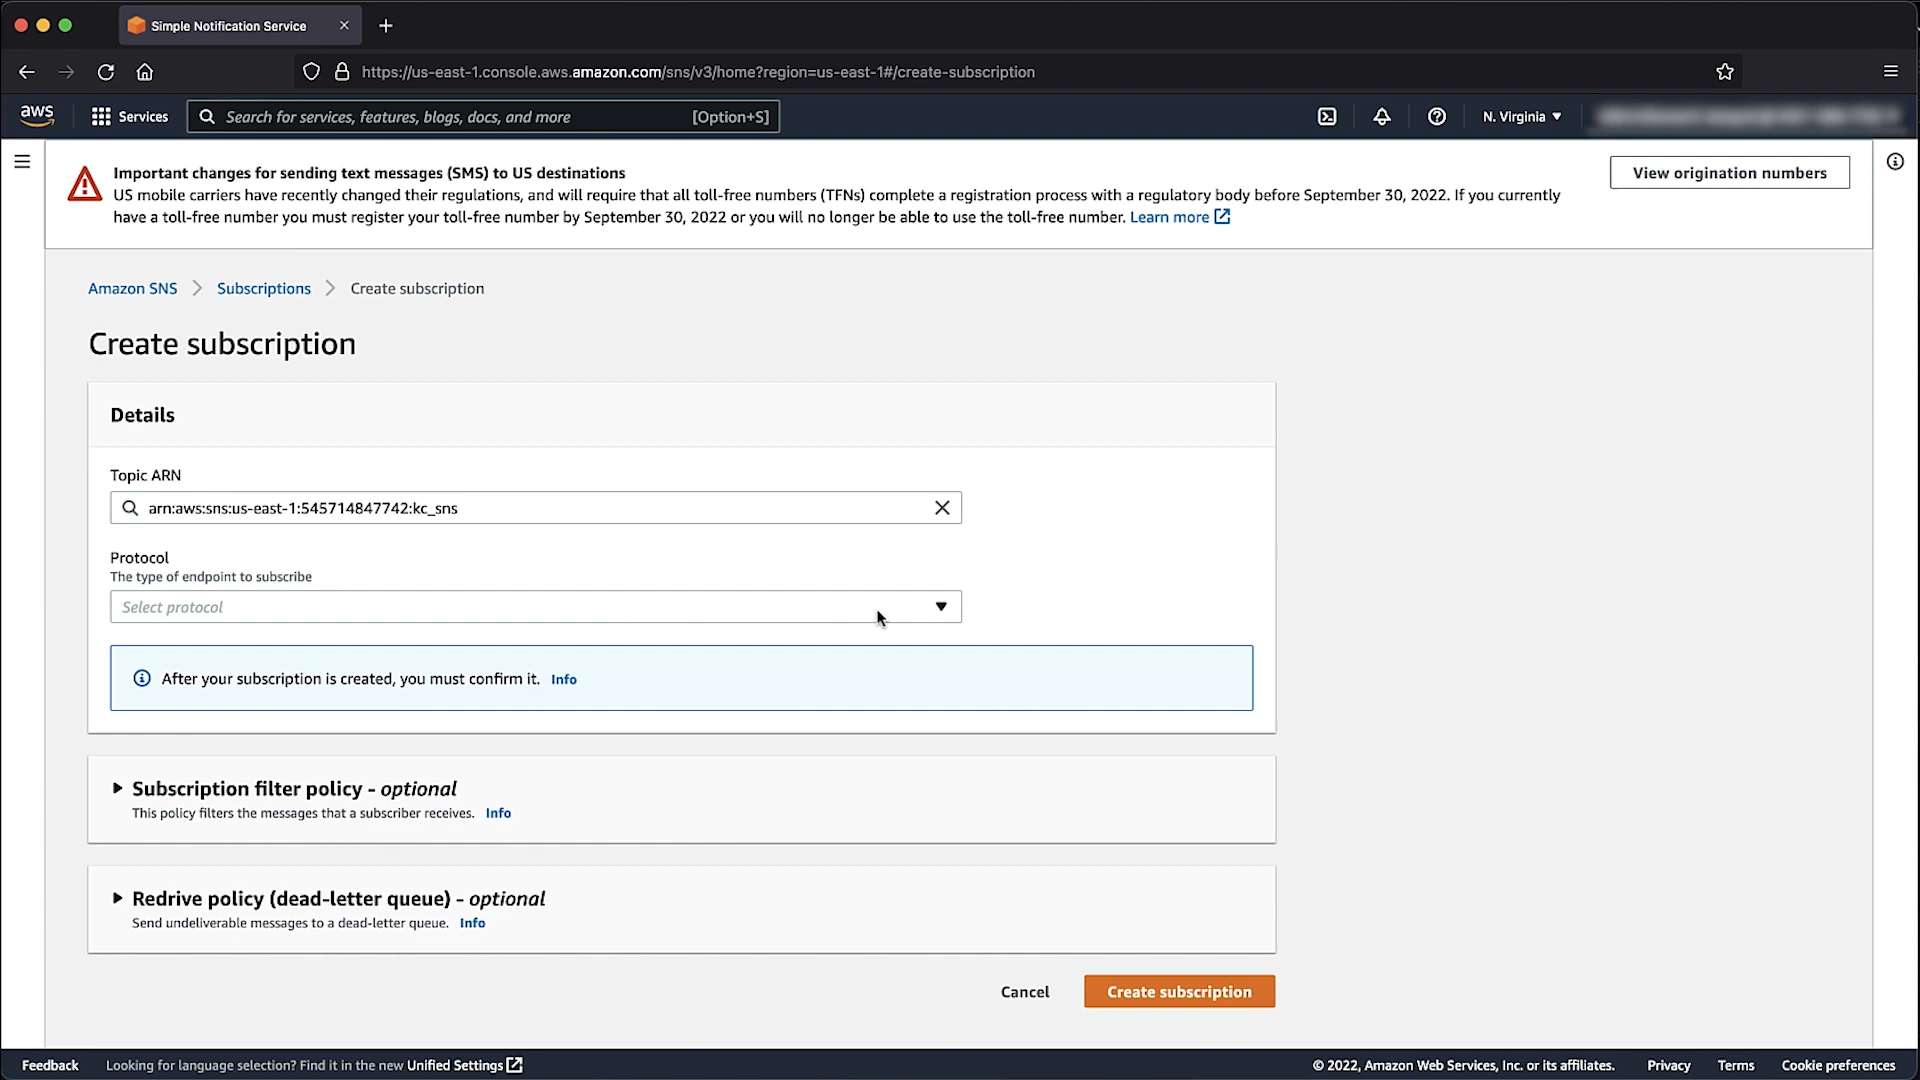 Simple Notification Service
https://us-east-1.console.aws.amazon.com/sns/v3/home?region=us-east-1#/create-subscription
aws Services Search for services, features, blogs, docs, and more [Option+S] N. Virginia
Important changes for sending text messages (SMS) to US destinations
View origination numbers
US mobile carriers have recently changed their regulations, and will require that all toll-free numbers (TFNs) complete a registration process with a regulatory body before September 30, 2022. If you currently
have a toll-free number you must register your toll-free number by September 30, 2022 or you will no longer be able to use the toll-free number. Learn more
Amazon SNS Subscriptions Create subscription
Create subscription
Details
Topic ARN
arn:aws:sns:us-east-1:545714847742:kc_sns
Protocol
The type of endpoint to subscribe
Select protocol
After your subscription is created, you must confirm it. Info
Subscription filter policy - optional
This policy filters the messages that a subscriber receives. Info
Redrive policy (dead-letter queue) - optional
Send undeliverable messages to a dead-letter queue. Info
Cancel Create subscription
Feedback Looking for language selection? Find it in the new Unified Settings © 2022, Amazon Web Services, Inc. or its affiliates. Privacy Terms Cookie preferences